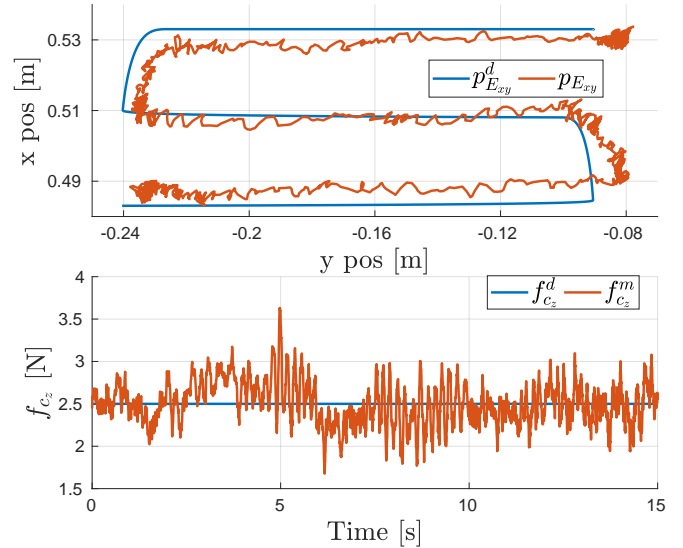 0.53
0.51
0.49
x pos [m]
p^d_{E_{xy}} p_{E_{xy}}
-0.24 -0.2 -0.16 -0.12 -0.08
y pos [m]
4
3.5
3
2.5
2
1.5
f_{c_z} [N]
f^d_{c_z} f^m_{c_z}
0 5 10 15
Time [s]